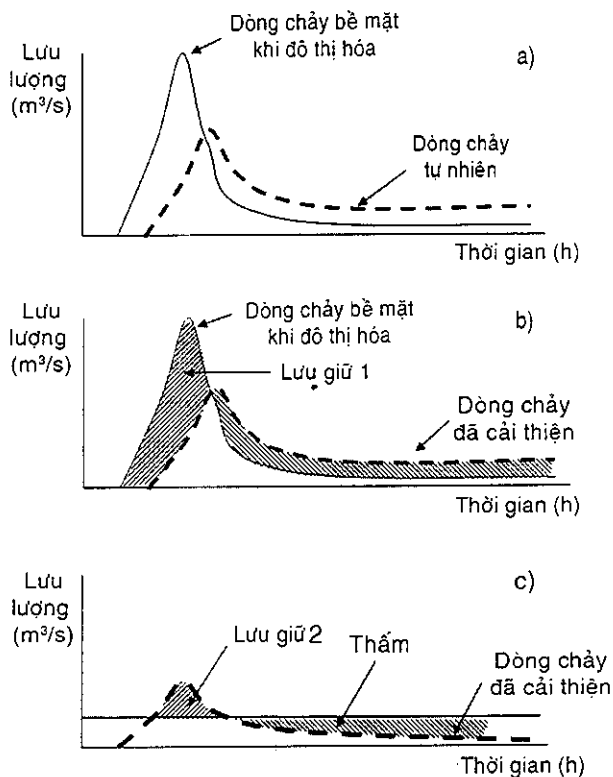 Dòng chảy bề mặt
khi đô thị hóa
Lưu
lượng
(m³/s)
a)
Dòng chảy
tự nhiên
Thời gian (h)
Lưu
lượng
(m³/s)
Dòng chảy bề mặt
khi đô thị hóa
b)
Lưu giữ 1
Dòng chảy
đã cải thiện
Thời gian (h)
Lưu
lượng
(m³/s)
c)
Lưu giữ 2
Thấm
Dòng chảy
đã cải thiện
Thời gian (h)